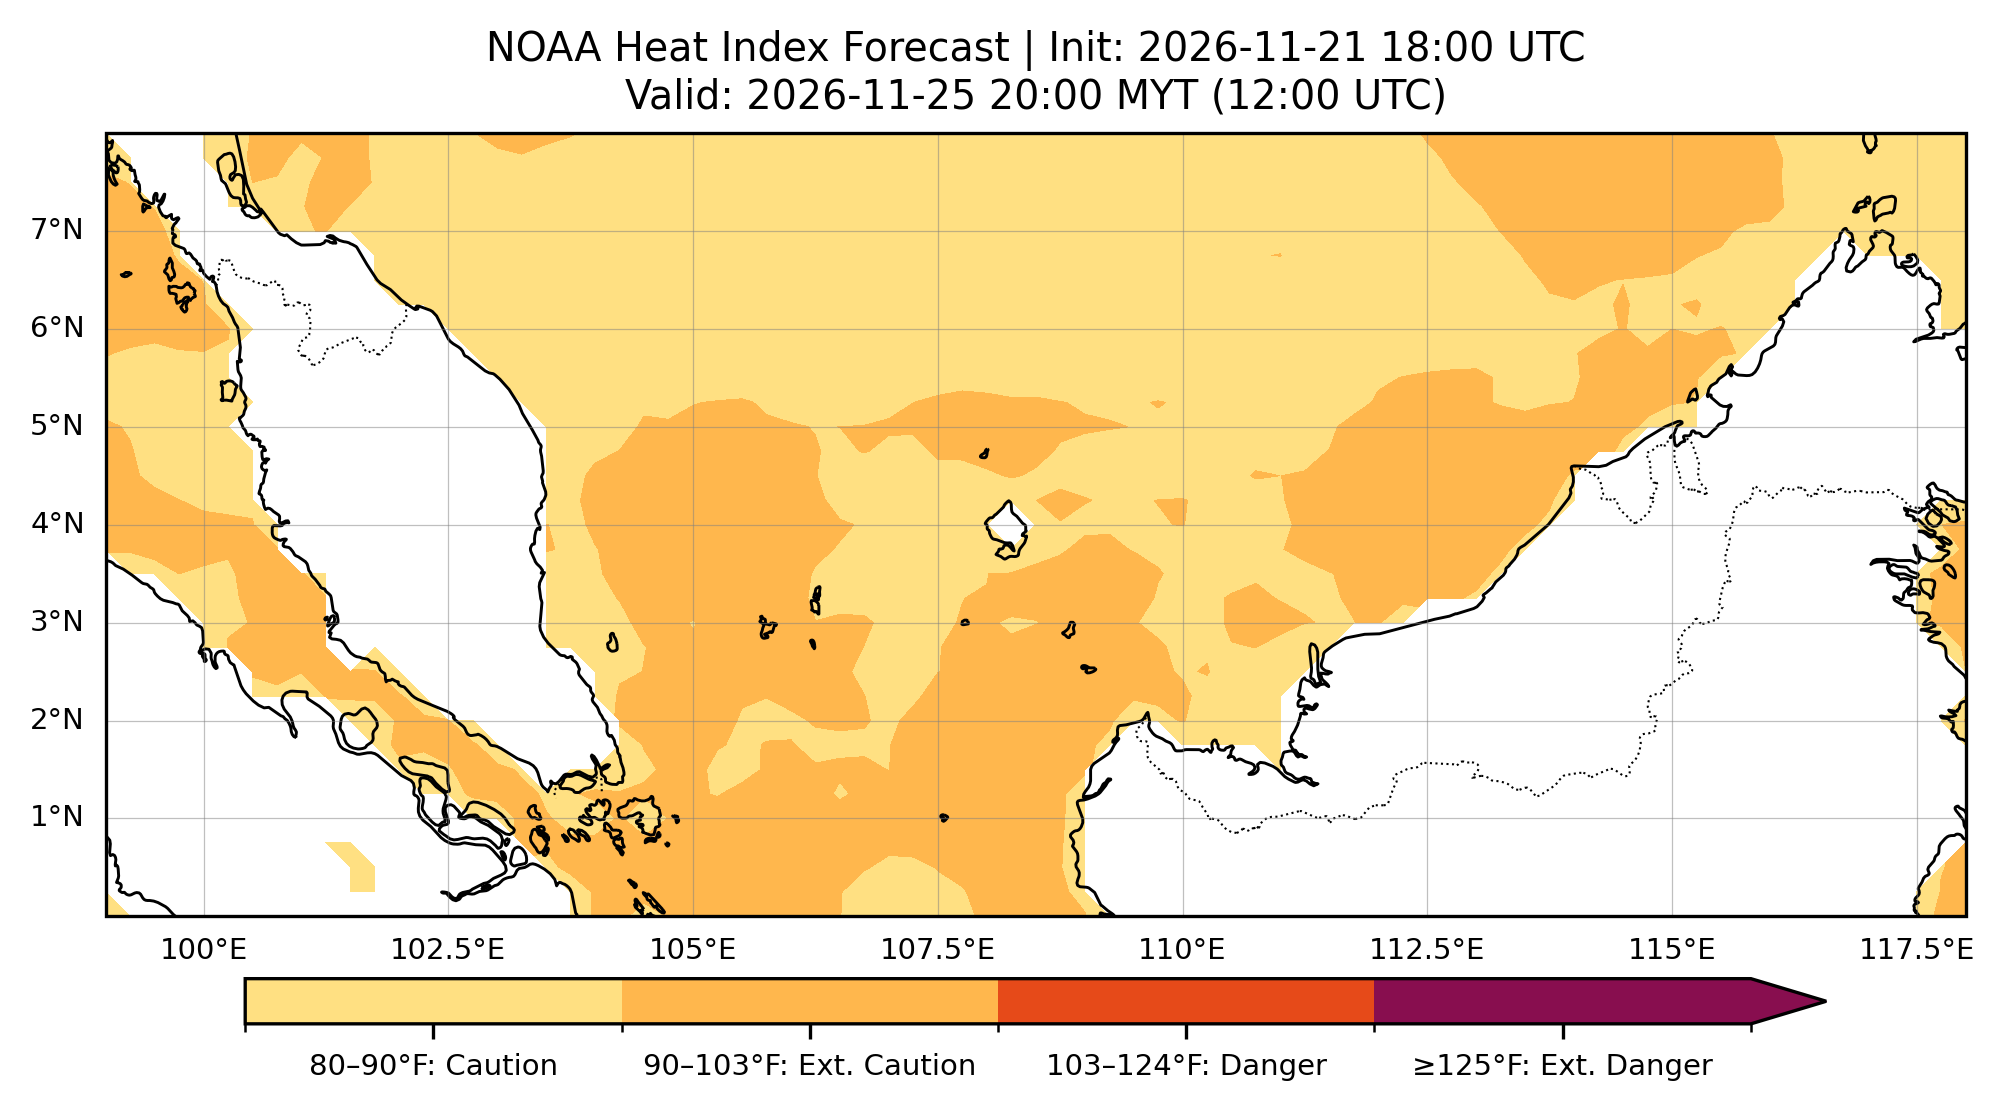 NOAA Heat Index Forecast | Init: 2026-11-21 18:00 UTC
Valid: 2026-11-25 20:00 MYT (12:00 UTC)
7°N
6°N
5°N
4°N
3°N
2°N
1°N
100°E
102.5°E
105°E
107.5°E
110°E
112.5°E
115°E
117.5°E
80–90°F: Caution
90–103°F: Ext. Caution
103–124°F: Danger
≥125°F: Ext. Danger